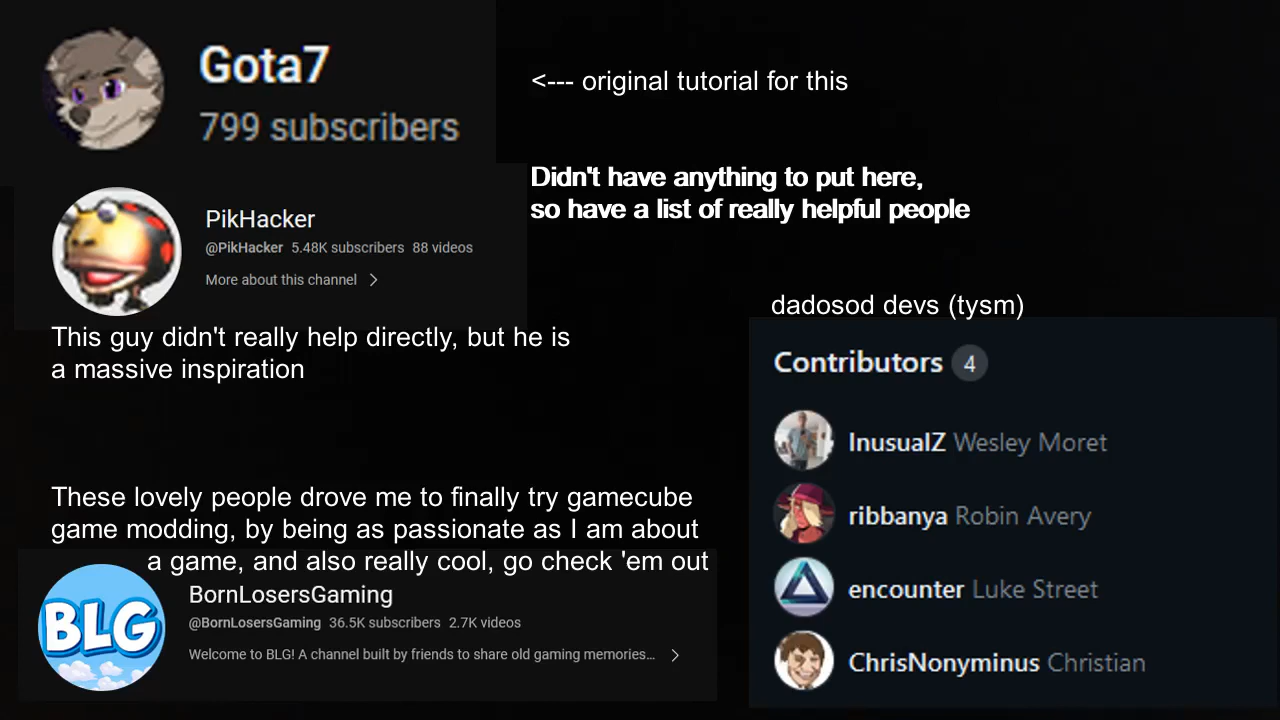 Gota7
799 subscribers
<--- original tutorial for this
Didn't have anything to put here,
so have a list of really helpful people
PikHacker
@PikHacker 5.48K subscribers 88 videos
More about this channel >
This guy didn't really help directly, but he is
a massive inspiration
These lovely people drove me to finally try gamecube
game modding, by being as passionate as I am about
a game, and also really cool, go check 'em out
BLG
BornLosersGaming
@BornLosersGaming 36.5K subscribers 2.7K videos
Welcome to BLG! A channel built by friends to share old gaming memories... >
dadosod devs (tysm)
Contributors 4
InusualZ Wesley Moret
ribbanya Robin Avery
encounter Luke Street
ChrisNonyminus Christian